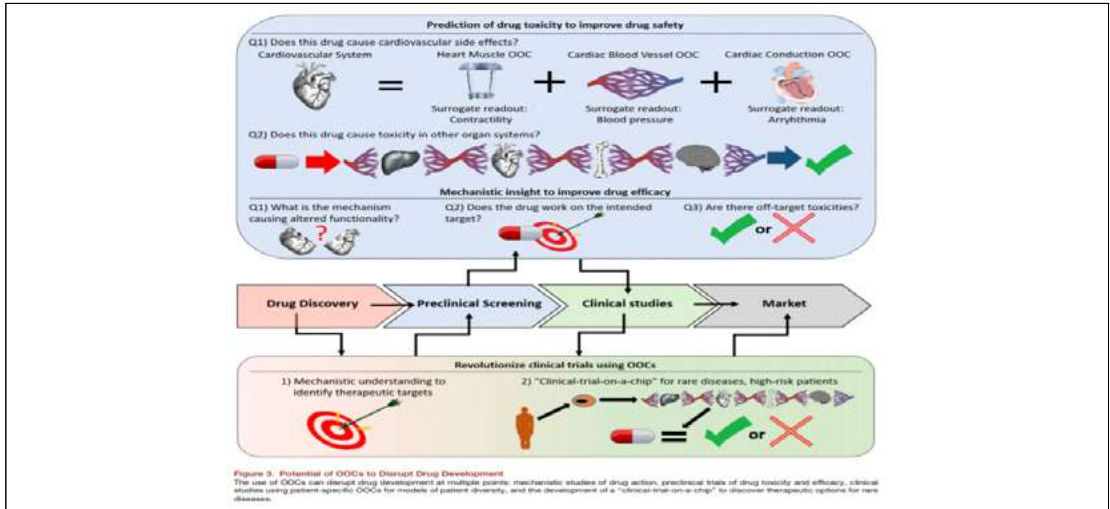 Prediction of drug toxicity to improve drug safety
Q1) Does this drug cause cardiovascular side effects?
Cardiovascular System
Heart Muscle OOC
Cardiac Blood Vessel OOC
Cardiac Conduction OOC
=
+
+
Surrogate readout:
Contractility
Surrogate readout:
Blood pressure
Surrogate readout:
Arryhthmia
Q2) Does this drug cause toxicity in other organ systems?
Mechanistic insight to improve drug efficacy
Q1) What is the mechanism
causing altered functionality?
?
Q2) Does the drug work on the intended
target?
Q3) Are there off-target toxicities?
or
Drug Discovery
Preclinical Screening
Clinical studies
Market
Revolutionize clinical trials using OOCs
1) Mechanistic understanding to
identify therapeutic targets
2) "Clinical-trial-on-a-chip" for rare diseases, high-risk patients
=
or
Figure 3. Potential of OOCs to Disrupt Drug Development
The use of OOCs can disrupt drug development at multiple points: mechanistic studies of drug action, preclinical trials of drug toxicity and efficacy, clinical
studies using patient-specific OOCs for models of patient diversity, and the development of a "clinical-trial-on-a-chip" to discover therapeutic options for rare
diseases.